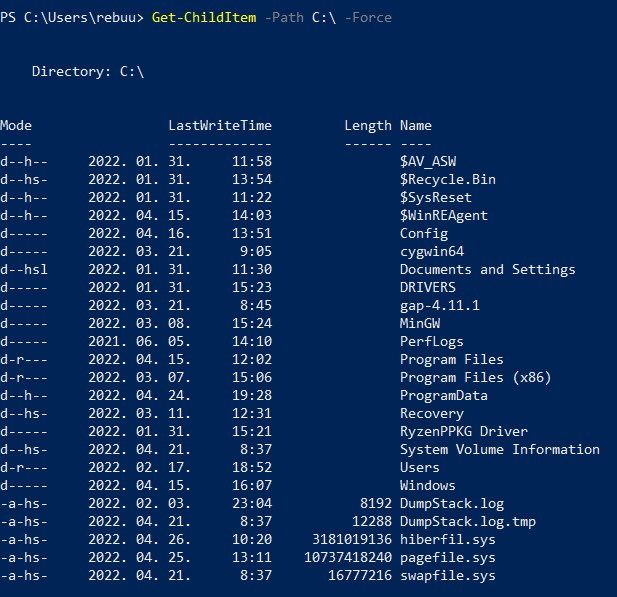 PS C:\Users\rebuu> Get-ChildItem -Path C:\ -Force
Directory: C:\
Mode                 LastWriteTime         Length Name
----                 -------------         ------ ----
d--h--     2022. 01. 31.     11:58                $AV_ASW
d--hs-     2022. 01. 31.     13:54                $Recycle.Bin
d--h--     2022. 01. 31.     11:22                $SysReset
d--h--     2022. 04. 15.     14:03                $WinREAgent
d-----     2022. 04. 16.     13:51                Config
d-----     2022. 03. 21.      9:05                cygwin64
d--hsl     2022. 01. 31.     11:30                Documents and Settings
d-----     2022. 01. 31.     15:23                DRIVERS
d-----     2022. 03. 21.      8:45                gap-4.11.1
d-----     2022. 03. 08.     15:24                MinGW
d-----     2021. 06. 05.     14:10                PerfLogs
d-r---     2022. 04. 15.     12:02                Program Files
d-r---     2022. 03. 07.     15:06                Program Files (x86)
d--h--     2022. 04. 24.     19:28                ProgramData
d--hs-     2022. 03. 11.     12:31                Recovery
d-----     2022. 01. 31.     15:21                RyzenPPKG Driver
d--hs-     2022. 04. 21.      8:37                System Volume Information
d-r---     2022. 02. 17.     18:52                Users
d-----     2022. 04. 15.     16:07                Windows
-a-hs-     2022. 02. 03.     23:04           8192 DumpStack.log
-a-hs-     2022. 04. 21.      8:37          12288 DumpStack.log.tmp
-a-hs-     2022. 04. 26.     10:20     3181019136 hiberfil.sys
-a-hs-     2022. 04. 25.     13:11    10737418240 pagefile.sys
-a-hs-     2022. 04. 21.      8:37       16777216 swapfile.sys